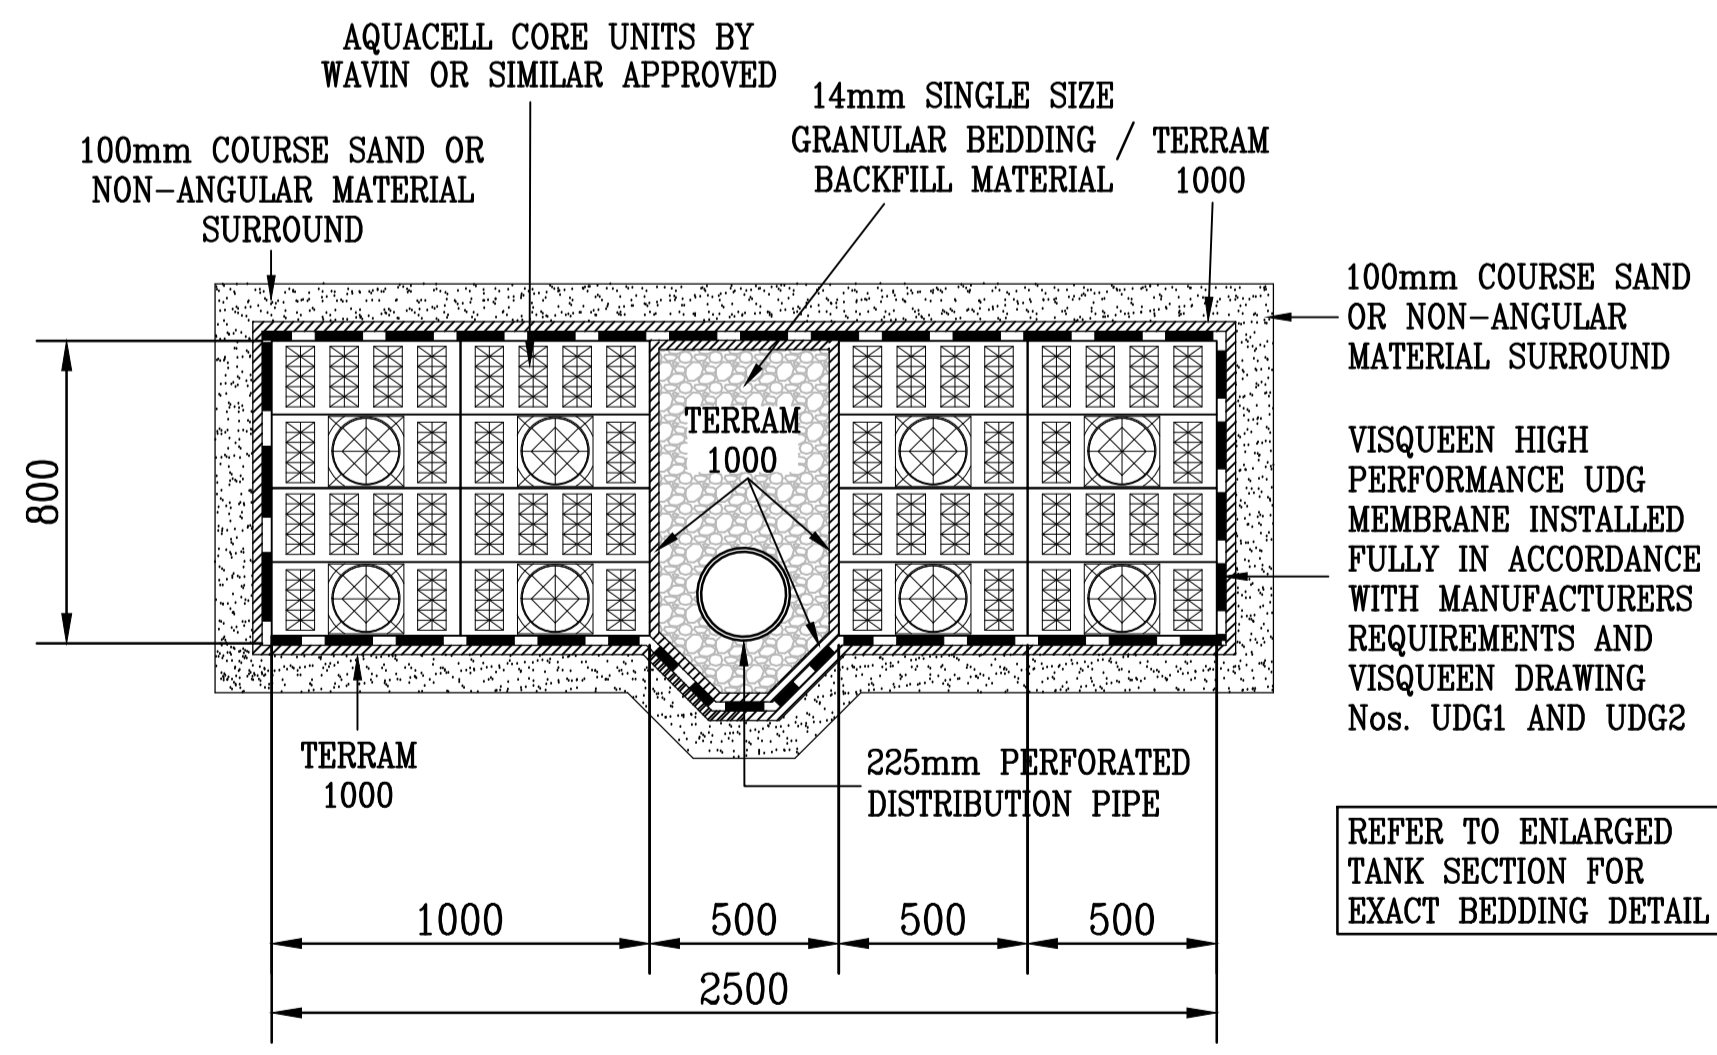 AQUACELL CORE UNITS BY
WAVIN OR SIMILAR APPROVED
14mm SINGLE SIZE
GRANULAR BEDDING /
BACKFILL MATERIAL
TERRAM
1000
100mm COURSE SAND OR
NON-ANGULAR MATERIAL
SURROUND
100mm COURSE SAND
OR NON-ANGULAR
MATERIAL SURROUND
TERRAM
1000
800
VISQUEEN HIGH
PERFORMANCE UDG
MEMBRANE INSTALLED
FULLY IN ACCORDANCE
WITH MANUFACTURERS
REQUIREMENTS AND
VISQUEEN DRAWING
Nos. UDG1 AND UDG2
TERRAM
1000
225mm PERFORATED
DISTRIBUTION PIPE
REFER TO ENLARGED
TANK SECTION FOR
EXACT BEDDING DETAIL
1000
500
500
500
2500